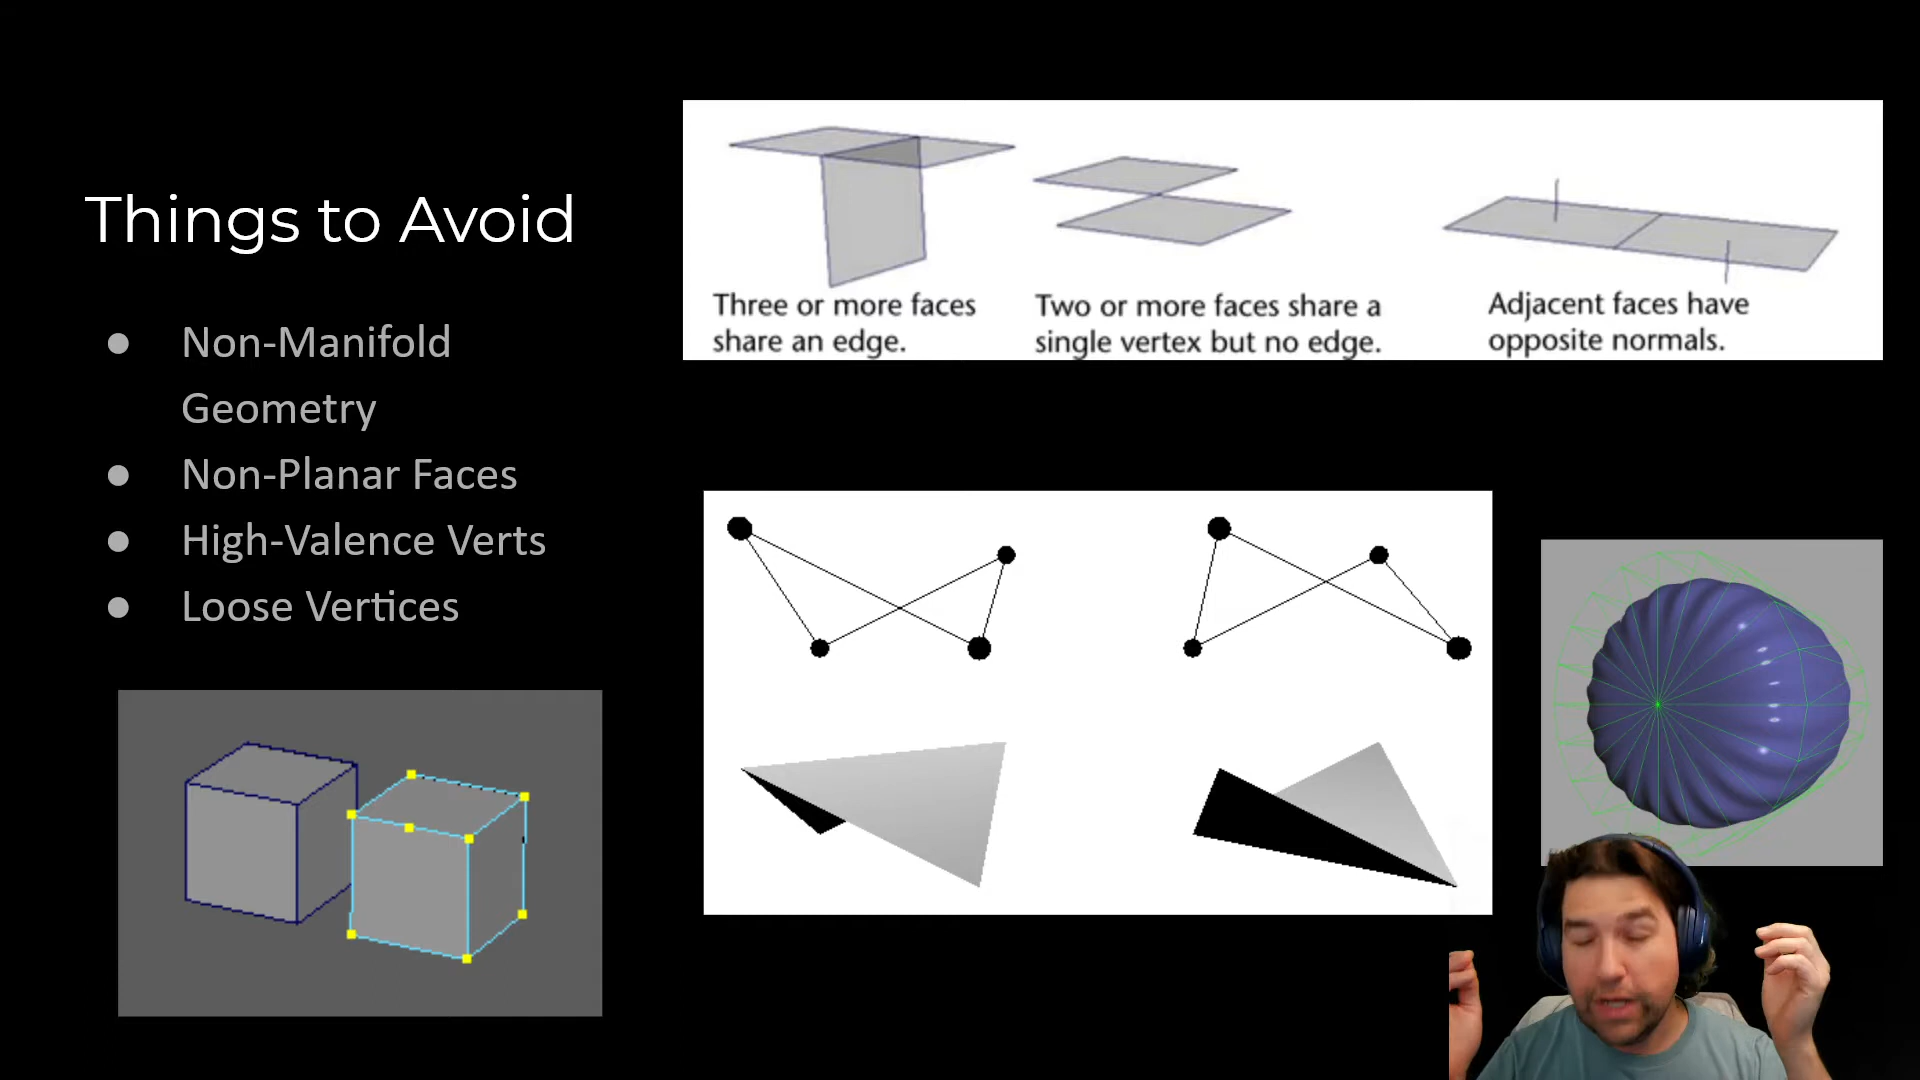 Things to Avoid
● Non-Manifold
Geometry
● Non-Planar Faces
● High-Valence Verts
● Loose Vertices
Three or more faces
share an edge.
Two or more faces share a
single vertex but no edge.
Adjacent faces have
opposite normals.